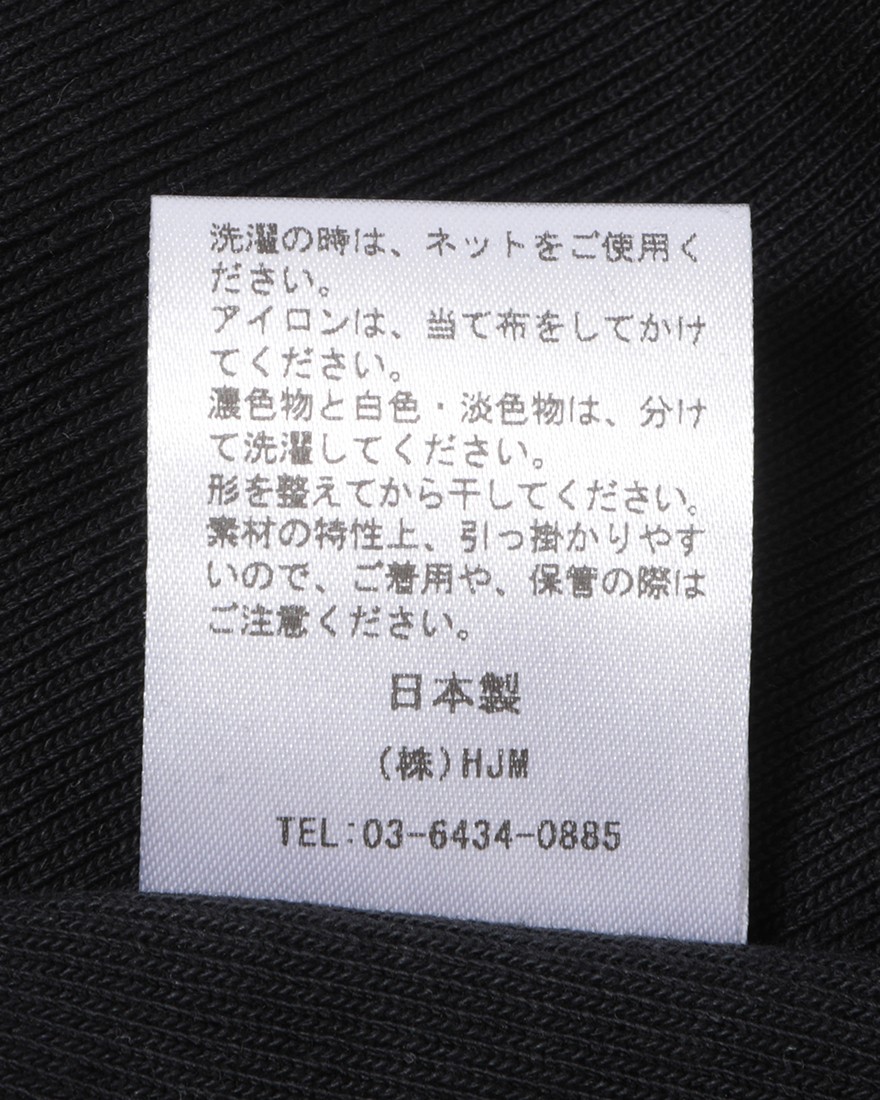 洗濯の時は、ネットをご使用く
ださい。
アイロンは、当て布をしてかけ
てください。
濃色物と白色・淡色物は、分け
て洗濯してください。
形を整えてから干してください。
素材の特性上、引っ掛かりやす
いので、ご着用や、保管の際は
ご注意ください。
日本製
(株)HJM
TEL:03-6434-0885